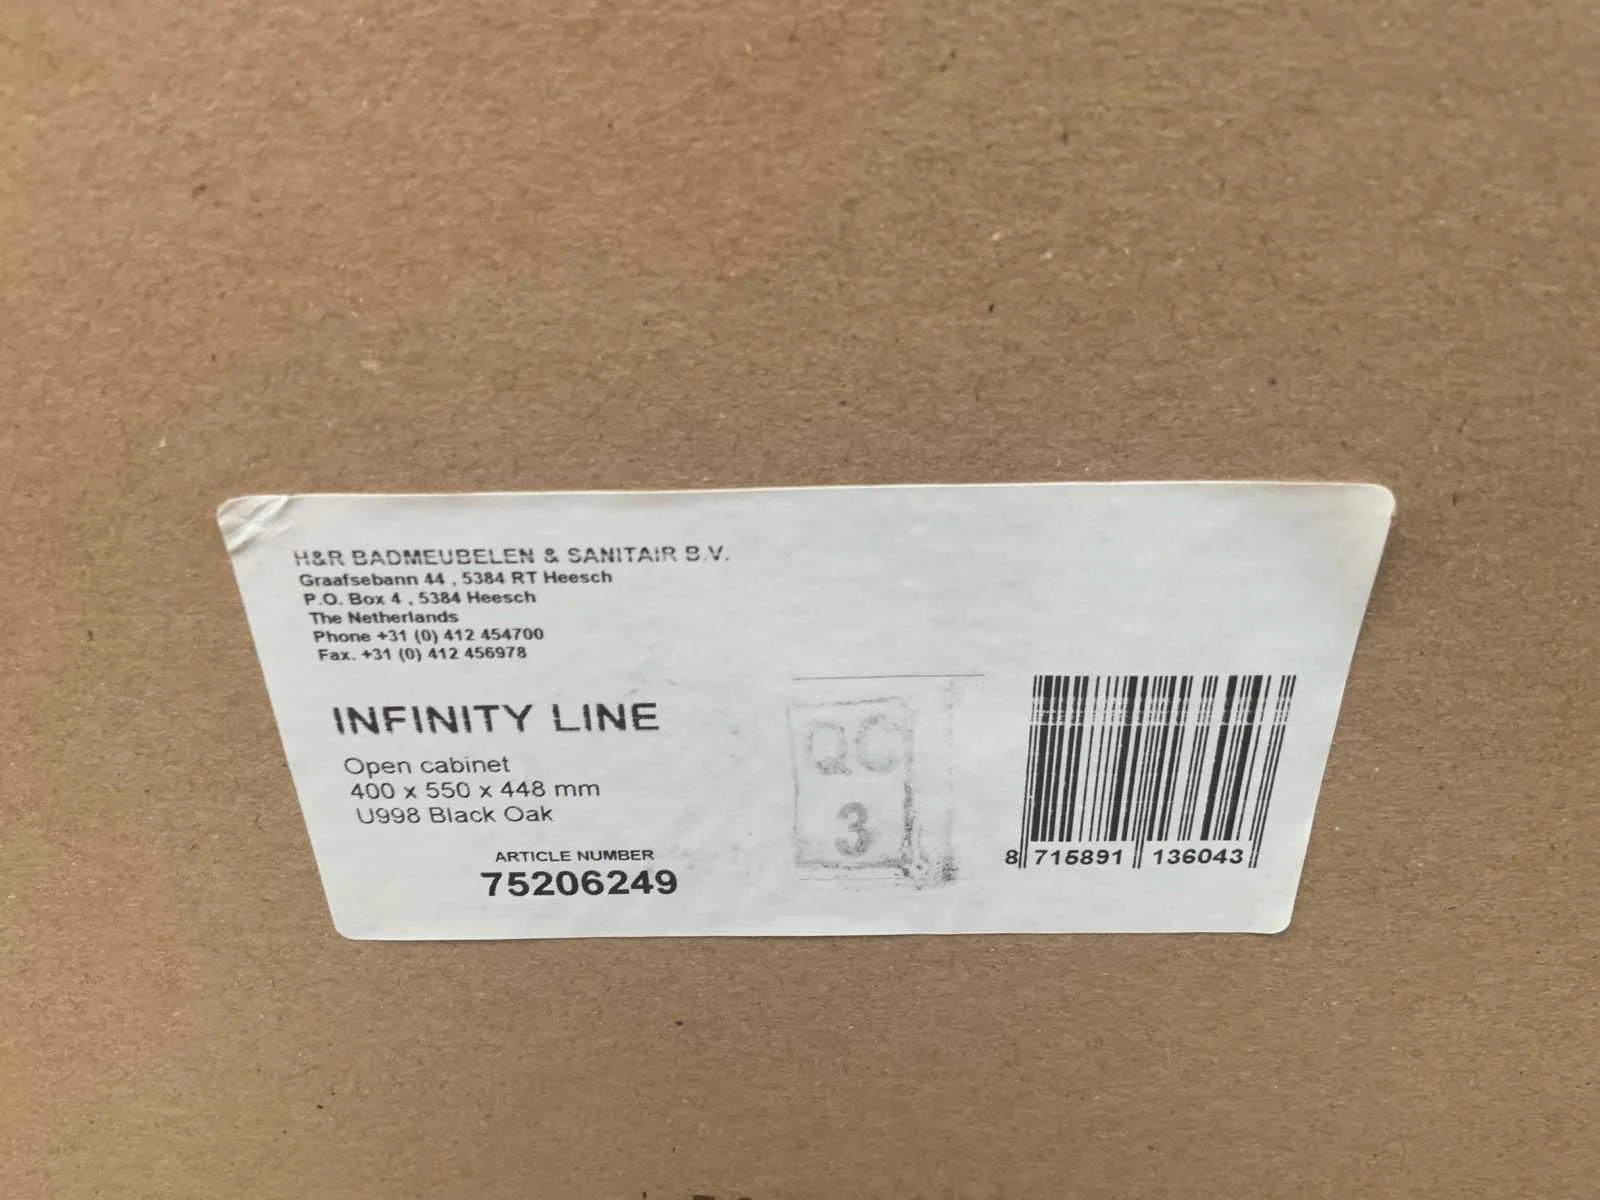 H&R BADMEUBELEN & SANITAIR B.V.
Graafsebann 44 , 5384 RT Heesch
P.O. Box 4 , 5384 Heesch
The Netherlands
Phone +31 (0) 412 454700
Fax. +31 (0) 412 456978
INFINITY LINE
Open cabinet
400 x 550 x 448 mm
U998 Black Oak
ARTICLE NUMBER
75206249
QC
3
8 715891 136043